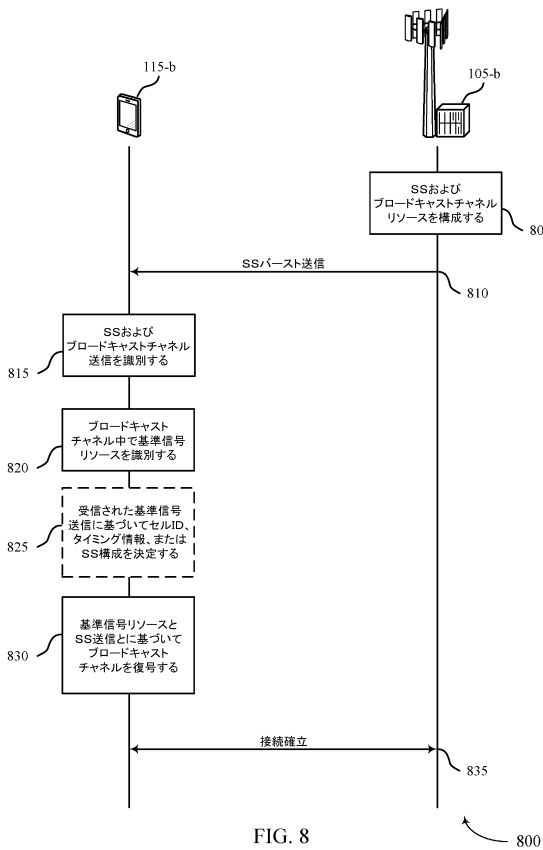 115-b
105-b
SSおよび
ブロードキャストチャネル
リソースを構成する
80
SSバースト送信
810
SSおよび
ブロードキャストチャネル
送信を識別する
815
ブロードキャスト
チャネル中で基準信号
リソースを識別する
820
受信された基準信号
送信に基づいてセルID、
タイミング情報、または
SS構成を決定する
825
基準信号リソースと
SS送信とに基づいて
ブロードキャスト
チャネルを復号する
830
接続確立
835
FIG. 8
800